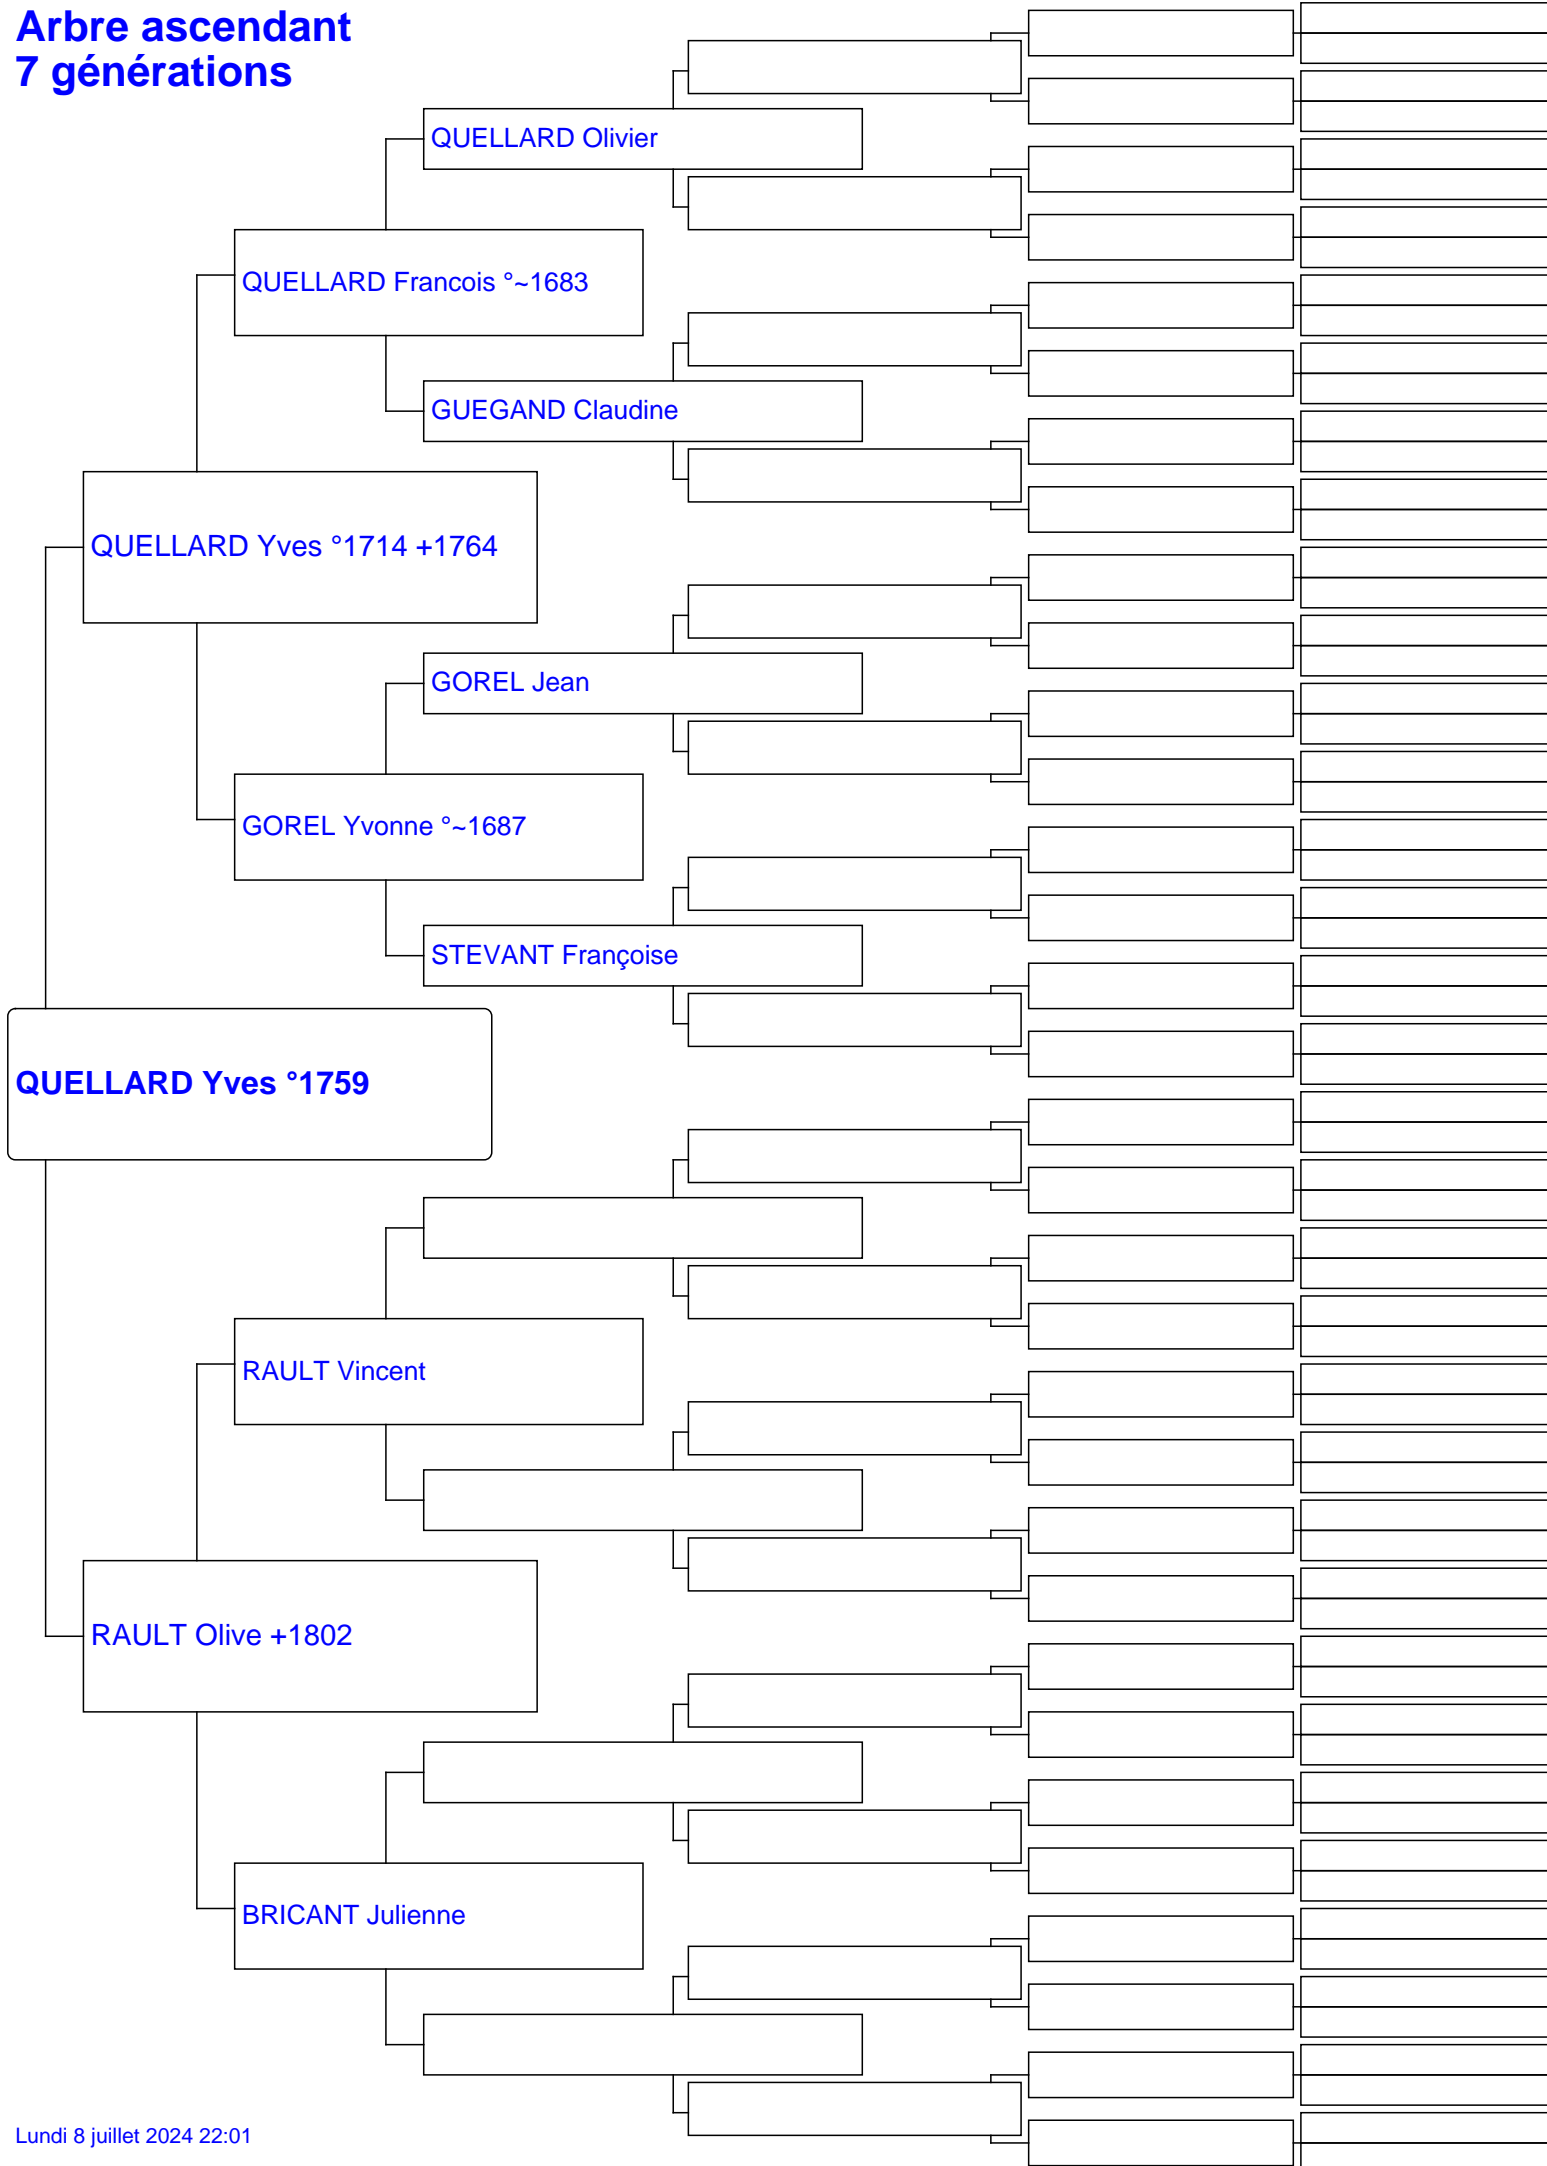 Arbre ascendant
7 générations
QUELLARD Olivier
QUELLARD Francois °~1683
GUEGAND Claudine
QUELLARD Yves °1714 +1764
GOREL Jean
GOREL Yvonne °~1687
STEVANT Françoise
QUELLARD Yves °1759
RAULT Vincent
RAULT Olive +1802
BRICANT Julienne
Lundi 8 juillet 2024 22:01